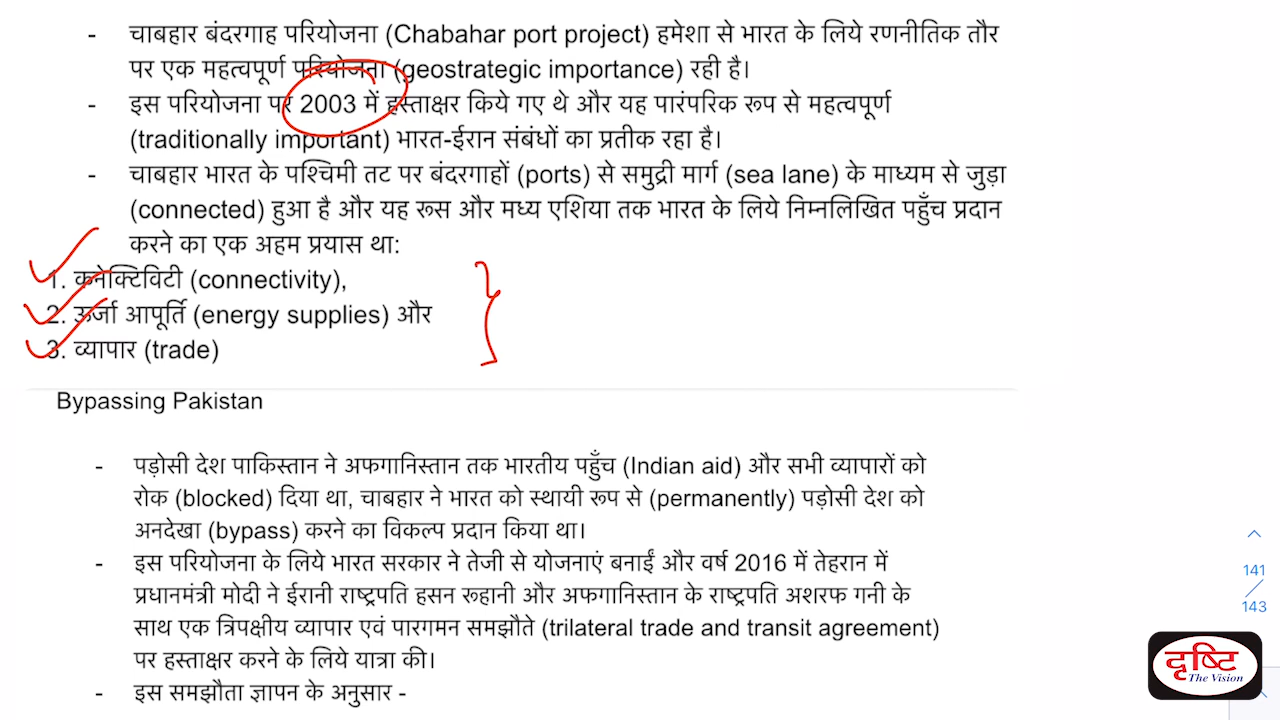 - चाबहार बंदरगाह परियोजना (Chabahar port project) हमेशा से भारत के लिये रणनीतिक तौर
पर एक महत्वपूर्ण परियोजना (geostrategic importance) रही है।
- इस परियोजना पर 2003 में हस्ताक्षर किये गए थे और यह पारंपरिक रूप से महत्वपूर्ण
(traditionally important) भारत-ईरान संबंधों का प्रतीक रहा है।
- चाबहार भारत के पश्चिमी तट पर बंदरगाहों (ports) से समुद्री मार्ग (sea lane) के माध्यम से जुड़ा
(connected) हुआ है और यह रूस और मध्य एशिया तक भारत के लिये निम्नलिखित पहुँच प्रदान
करने का एक अहम प्रयास था:
1. कनेक्टिविटी (connectivity),
2. ऊर्जा आपूर्ति (energy supplies) और
3. व्यापार (trade)
Bypassing Pakistan
- पड़ोसी देश पाकिस्तान ने अफगानिस्तान तक भारतीय पहुँच (Indian aid) और सभी व्यापारों को
रोक (blocked) दिया था, चाबहार ने भारत को स्थायी रूप से (permanently) पड़ोसी देश को
अनदेखा (bypass) करने का विकल्प प्रदान किया था।
- इस परियोजना के लिये भारत सरकार ने तेजी से योजनाएं बनाईं और वर्ष 2016 में तेहरान में
प्रधानमंत्री मोदी ने ईरानी राष्ट्रपति हसन रूहानी और अफगानिस्तान के राष्ट्रपति अशरफ गनी के
साथ एक त्रिपक्षीय व्यापार एवं पारगमन समझौते (trilateral trade and transit agreement)
पर हस्ताक्षर करने के लिये यात्रा की।
- इस समझौता ज्ञापन के अनुसार -
141
143
दृष्टि
The Vision